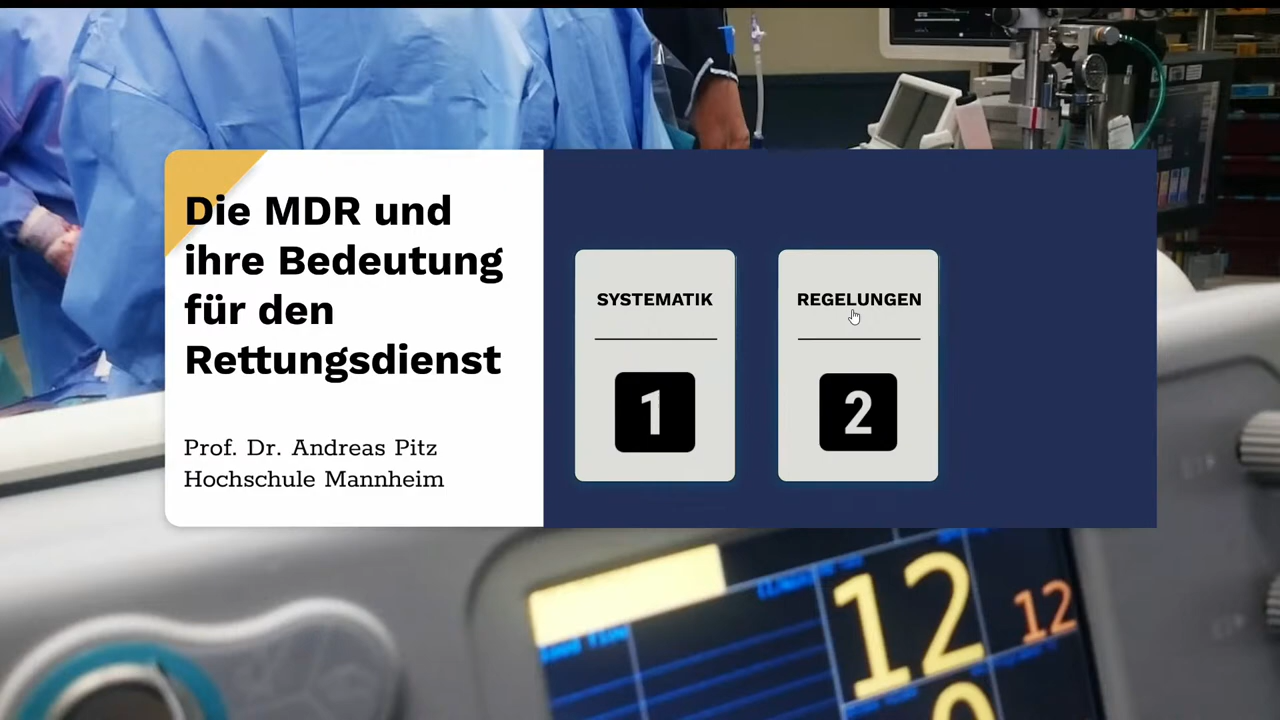 Die MDR und
ihre Bedeutung
für den
Rettungsdienst
Prof. Dr. Andreas Pitz
Hochschule Mannheim
SYSTEMATIK
1
REGELUNGEN
2
12
12